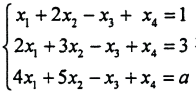 x₁ + 2x₂ − x₃ + x₄ = 1
2x₁ + 3x₂ − x₃ + x₄ = 3
4x₁ + 5x₂ − x₃ + x₄ = a